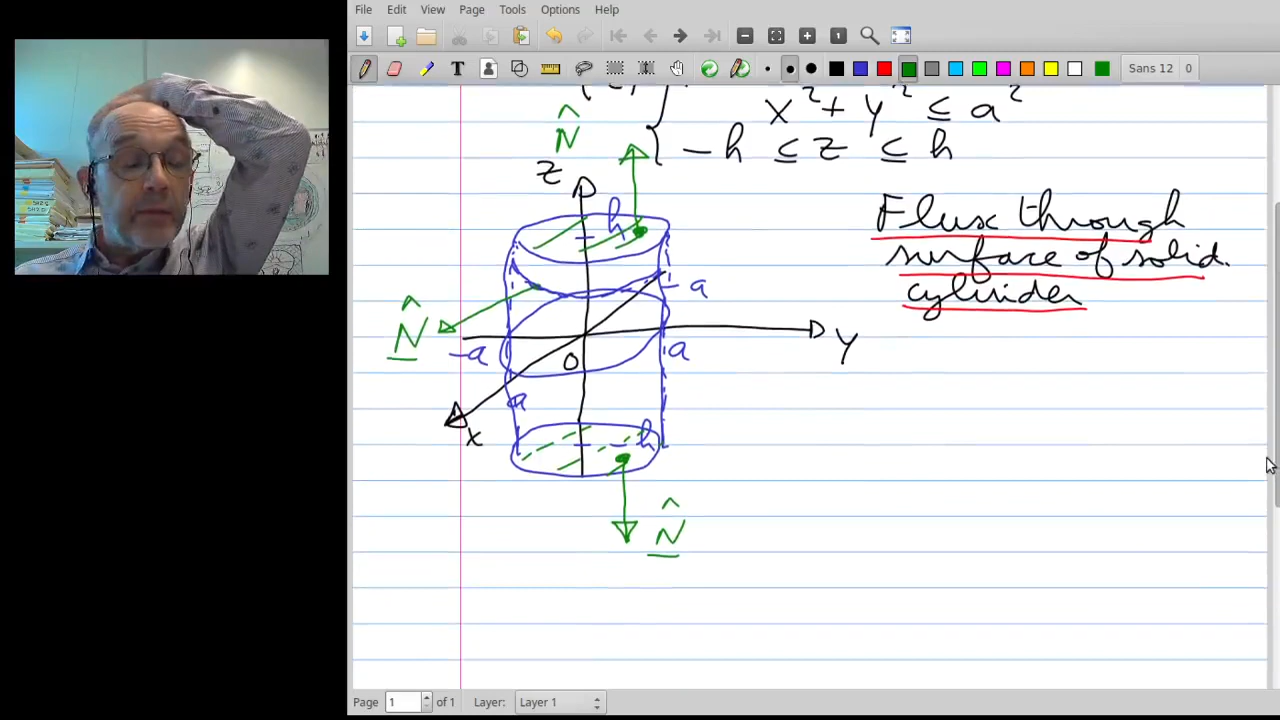 File Edit View Page Tools Options Help
Sans 12 0
x² + y² ≤ a²
-h ≤ z ≤ h
N̂
z
h
Flux through
surface of solid
cylinder
-a
N̂
-a
0
a
y
a
x
-h
N̂
Page 1 of 1 Layer: Layer 1